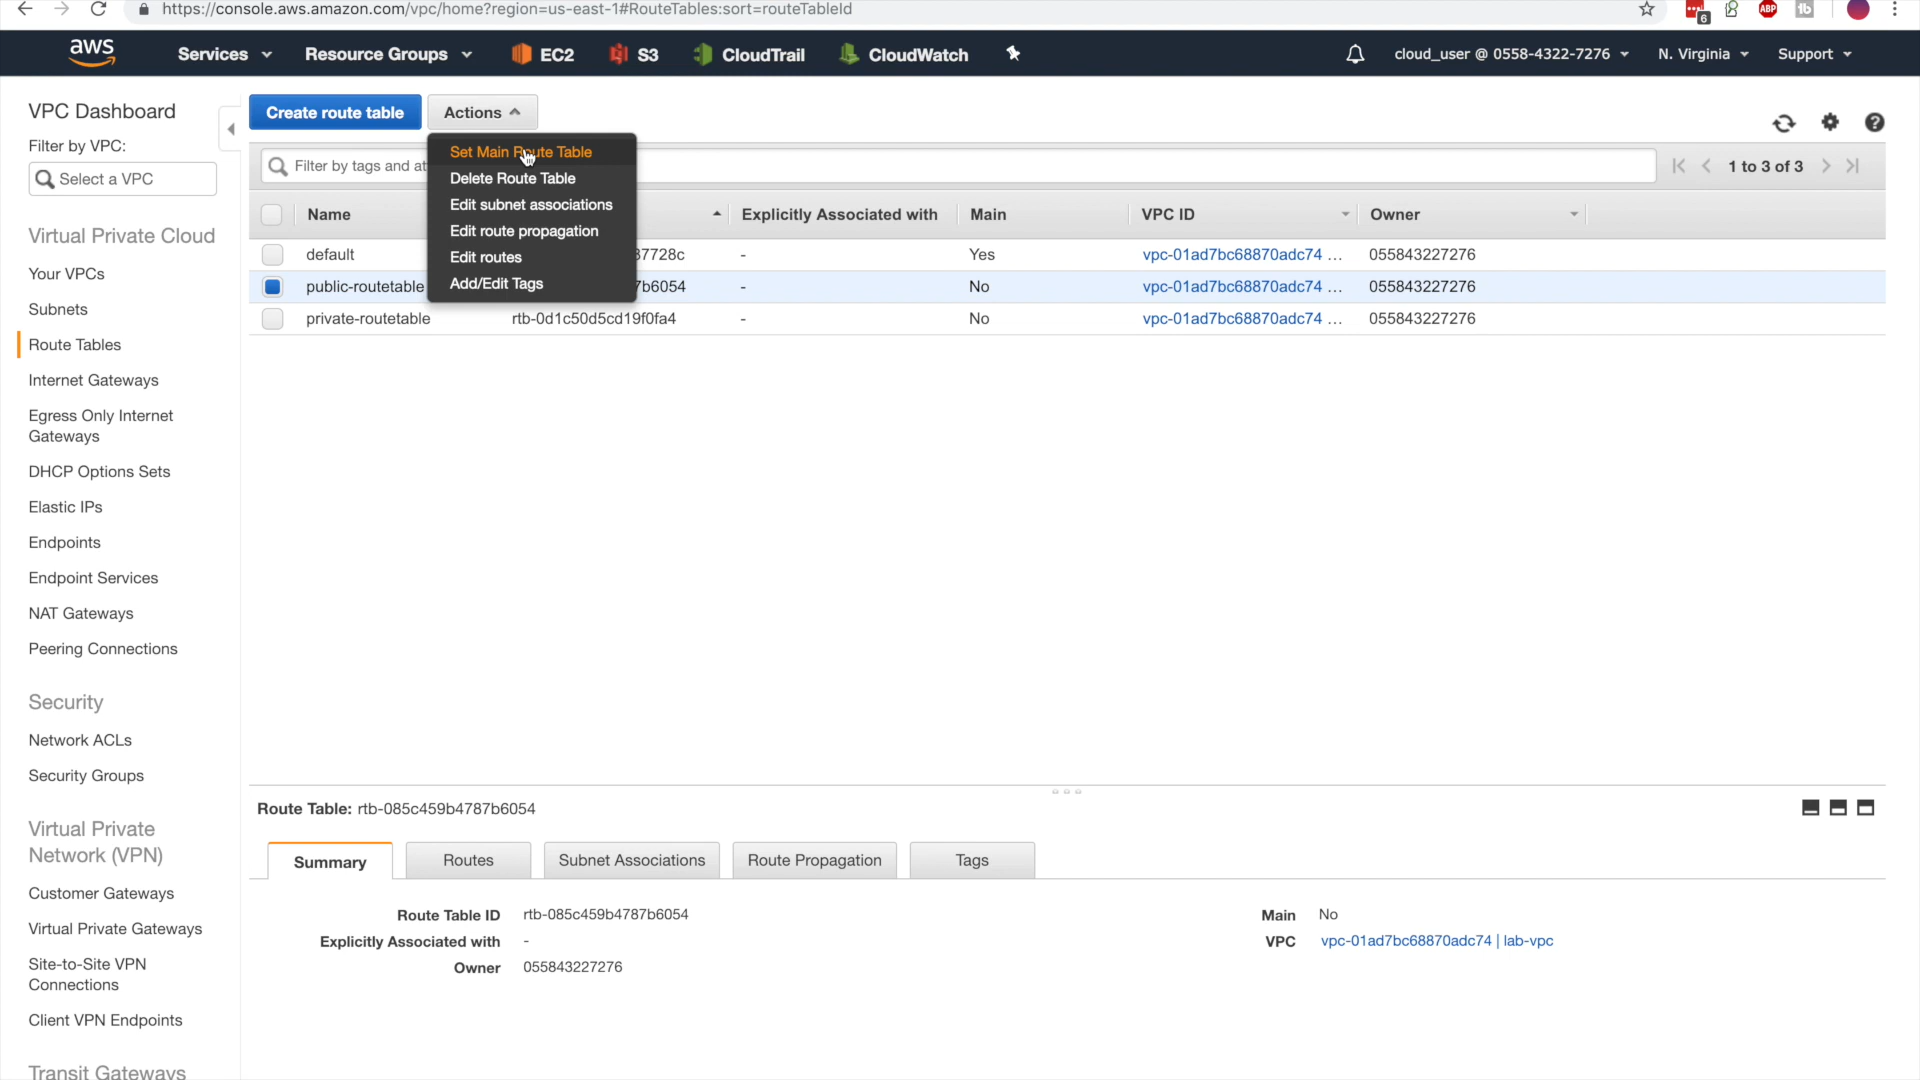 https://console.aws.amazon.com/vpc/home?region=us-east-1#RouteTables:sort=routeTableId
6
ABP
tb
aws
Services
Resource Groups
EC2
S3
CloudTrail
CloudWatch
cloud_user @ 0558-4322-7276
N. Virginia
Support
VPC Dashboard
Filter by VPC:
Select a VPC
Virtual Private Cloud
Your VPCs
Subnets
Route Tables
Internet Gateways
Egress Only Internet
Gateways
DHCP Options Sets
Elastic IPs
Endpoints
Endpoint Services
NAT Gateways
Peering Connections
Security
Network ACLs
Security Groups
Virtual Private
Network (VPN)
Customer Gateways
Virtual Private Gateways
Site-to-Site VPN
Connections
Client VPN Endpoints
Transit Gateways
Create route table
Actions
Set Main Route Table
Delete Route Table
Edit subnet associations
Edit route propagation
Edit routes
Add/Edit Tags
Filter by tags and at
1 to 3 of 3
Name Explicitly Associated with Main VPC ID Owner
default 37728c - Yes vpc-01ad7bc68870adc74 ... 055843227276
public-routetable 7b6054 - No vpc-01ad7bc68870adc74 ... 055843227276
private-routetable rtb-0d1c50d5cd19f0fa4 - No vpc-01ad7bc68870adc74 ... 055843227276
Route Table: rtb-085c459b4787b6054
Summary
Routes
Subnet Associations
Route Propagation
Tags
Route Table ID rtb-085c459b4787b6054
Explicitly Associated with -
Owner 055843227276
Main No
VPC vpc-01ad7bc68870adc74 | lab-vpc